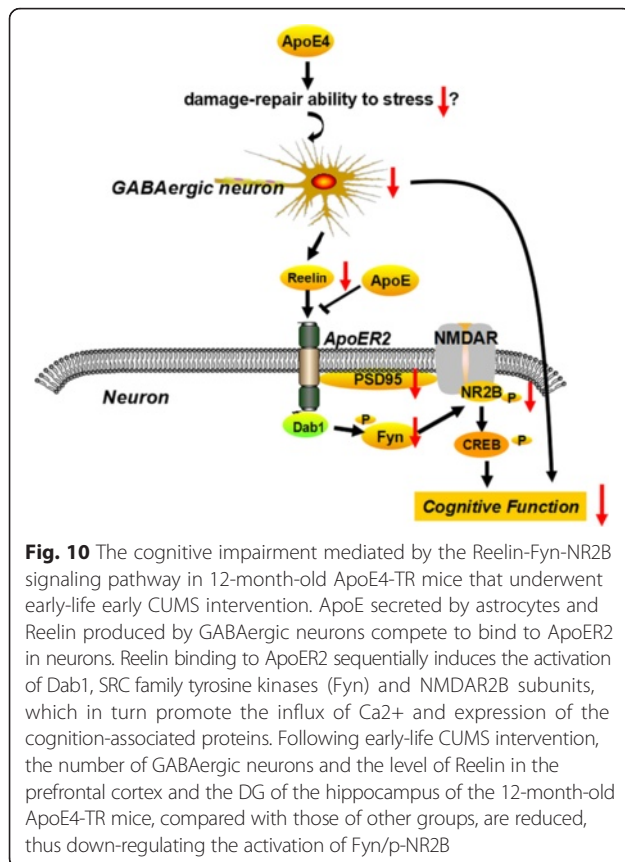 ApoE4
damage-repair ability to stress ?
GABAergic neuron
Reelin ApoE
ApoER2 NMDAR
PSD95
Neuron
NR2B P
P
Dab1 Fyn
CREB P
Cognitive Function
Fig. 10 The cognitive impairment mediated by the Reelin-Fyn-NR2B
signaling pathway in 12-month-old ApoE4-TR mice that underwent
early-life early CUMS intervention. ApoE secreted by astrocytes and
Reelin produced by GABAergic neurons compete to bind to ApoER2
in neurons. Reelin binding to ApoER2 sequentially induces the activation
of Dab1, SRC family tyrosine kinases (Fyn) and NMDAR2B subunits,
which in turn promote the influx of Ca2+ and expression of the
cognition-associated proteins. Following early-life CUMS intervention,
the number of GABAergic neurons and the level of Reelin in the
prefrontal cortex and the DG of the hippocampus of the 12-month-old
ApoE4-TR mice, compared with those of other groups, are reduced,
thus down-regulating the activation of Fyn/p-NR2B